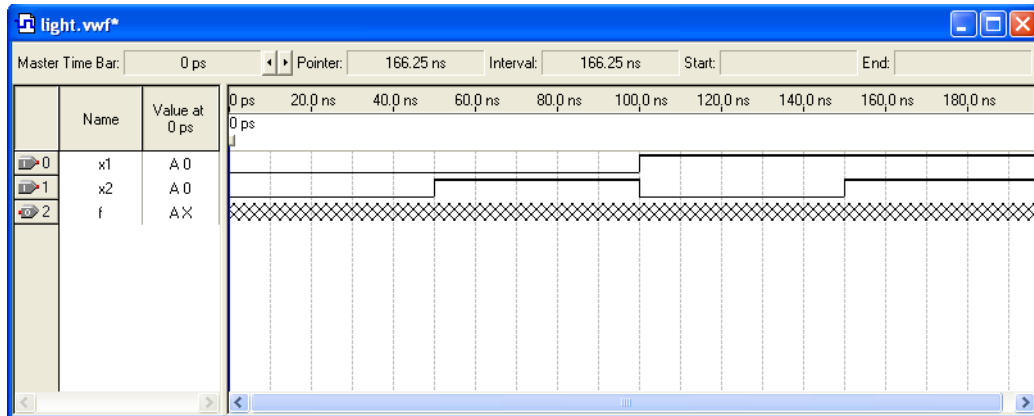 light.vwf*
Master Time Bar: 0 ps Pointer: 166.25 ns Interval: 166.25 ns Start: End:
Name Value at 0 ps
0 ps 20.0 ns 40.0 ns 60.0 ns 80.0 ns 100.0 ns 120.0 ns 140.0 ns 160.0 ns 180.0 ns
0 ps
0 x1 A 0
1 x2 A 0
2 f A X